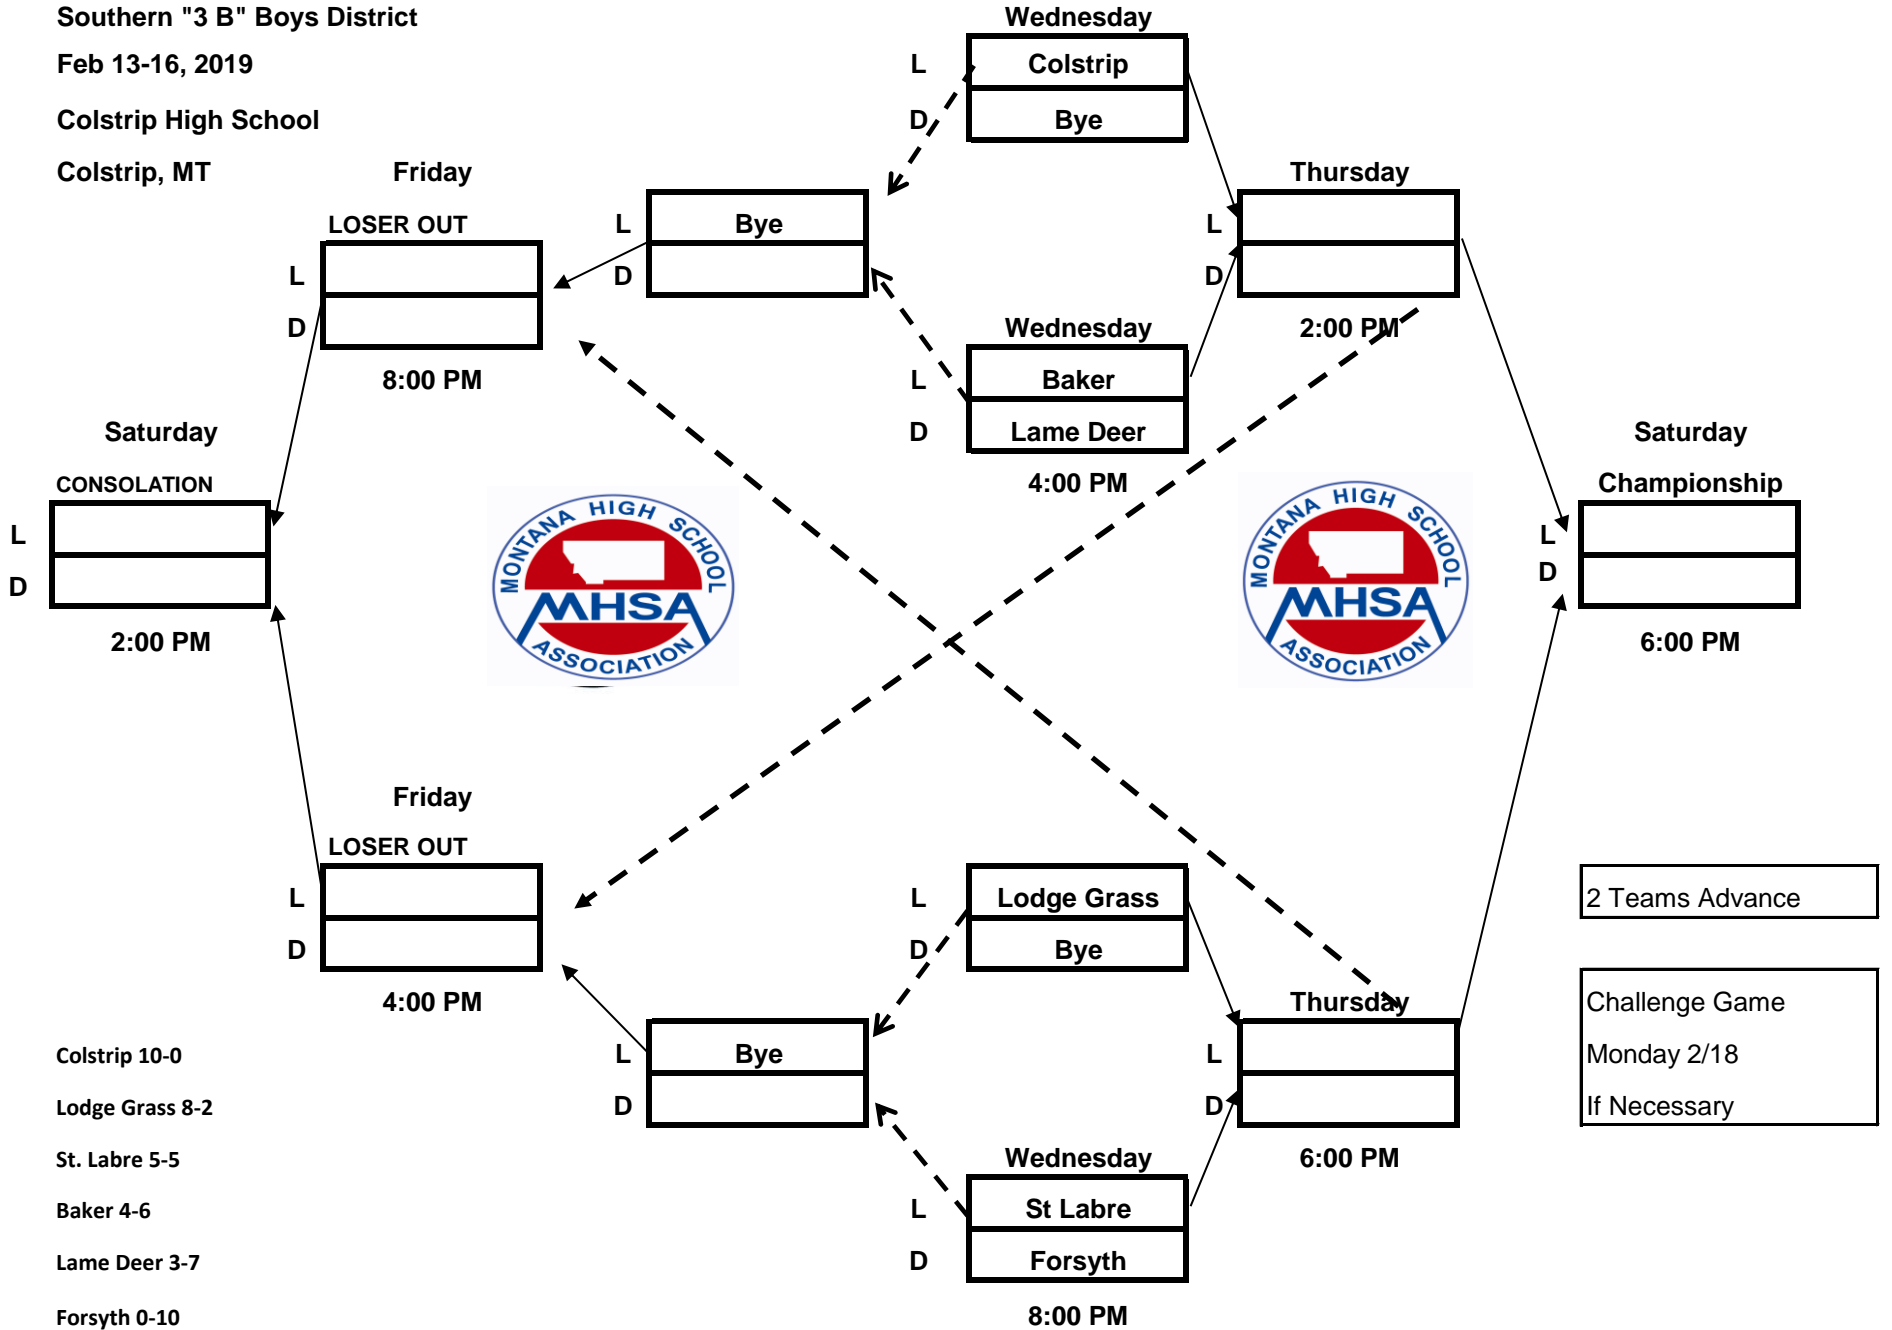 Southern "3 B" Boys District
Wednesday
Feb 13-16, 2019
L Colstrip
Colstrip High School
D Bye
Colstrip, MT
Friday
Thursday
LOSER OUT
L Bye
L
L
D
D
D
Wednesday
2:00 PM
8:00 PM
L Baker
Saturday
D Lame Deer
Saturday
CONSOLATION
4:00 PM
Championship
L
L
D
D
2:00 PM
6:00 PM
MONTANA HIGH SCHOOL
MHSA
ASSOCIATION
MONTANA HIGH SCHOOL
MHSA
ASSOCIATION
Friday
LOSER OUT
L
L Lodge Grass
2 Teams Advance
D
D Bye
4:00 PM
Thursday
Challenge Game
Colstrip 10-0
L Bye
L
Monday 2/18
Lodge Grass 8-2
D
D
If Necessary
St. Labre 5-5
Wednesday
6:00 PM
Baker 4-6
L St Labre
Lame Deer 3-7
D Forsyth
Forsyth 0-10
8:00 PM